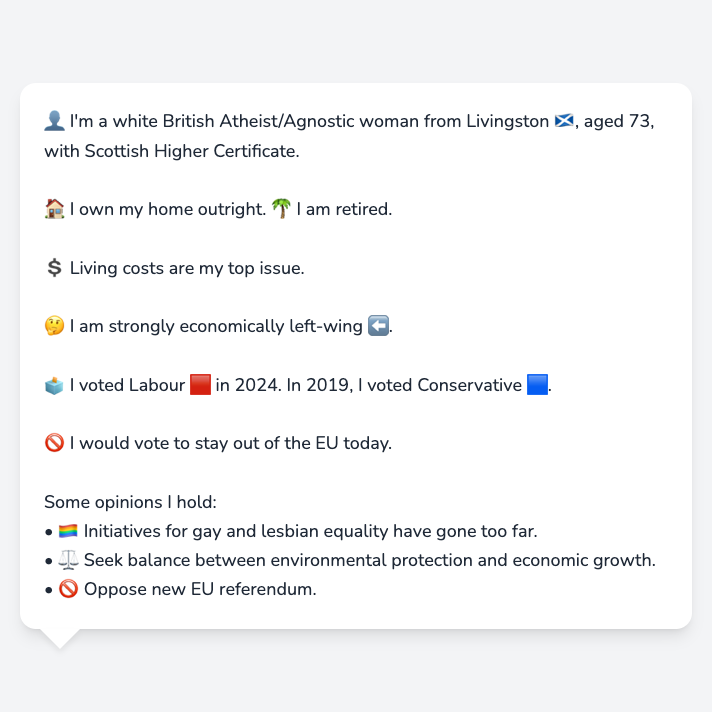 👤 I'm a white British Atheist/Agnostic woman from Livingston 🏴󠁧󠁢󠁳󠁣󠁴󠁿, aged 73,
with Scottish Higher Certificate.
🏠 I own my home outright. 🌴 I am retired.
💲 Living costs are my top issue.
🤔 I am strongly economically left-wing ⬅️.
🗳️ I voted Labour 🟥 in 2024. In 2019, I voted Conservative 🟦.
🚫 I would vote to stay out of the EU today.
Some opinions I hold:
• 🏳️‍🌈 Initiatives for gay and lesbian equality have gone too far.
• ⚖️ Seek balance between environmental protection and economic growth.
• 🚫 Oppose new EU referendum.